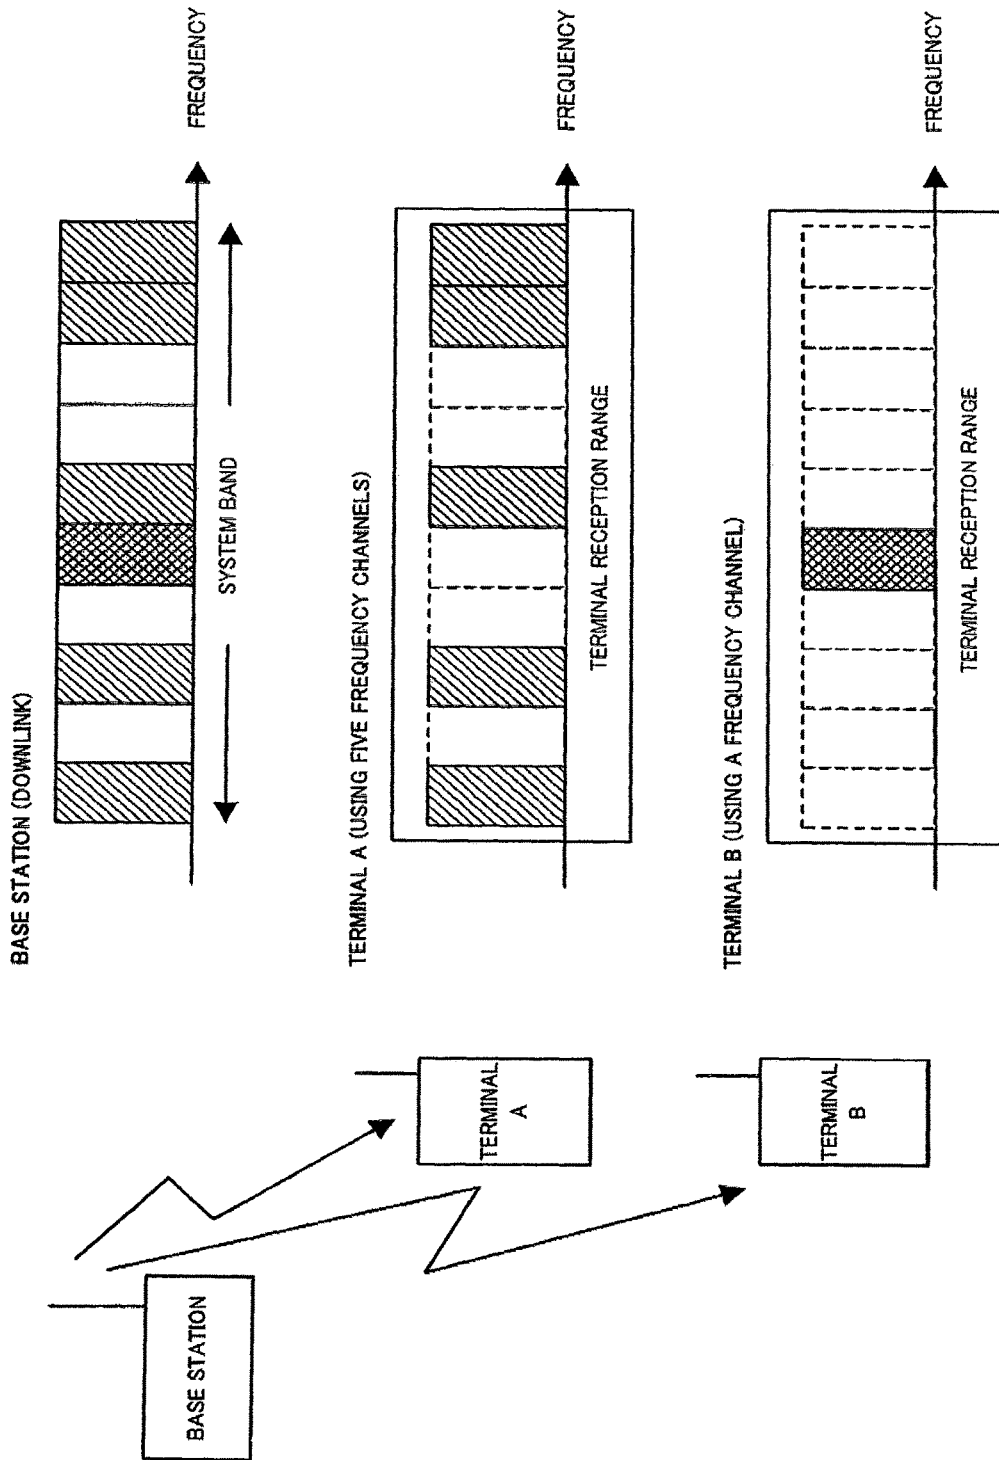 BASE STATION
TERMINAL
A
TERMINAL
B
BASE STATION (DOWNLINK)
SYSTEM BAND
FREQUENCY
TERMINAL A (USING FIVE FREQUENCY CHANNELS)
TERMINAL RECEPTION RANGE
FREQUENCY
TERMINAL B (USING A FREQUENCY CHANNEL)
TERMINAL RECEPTION RANGE
FREQUENCY